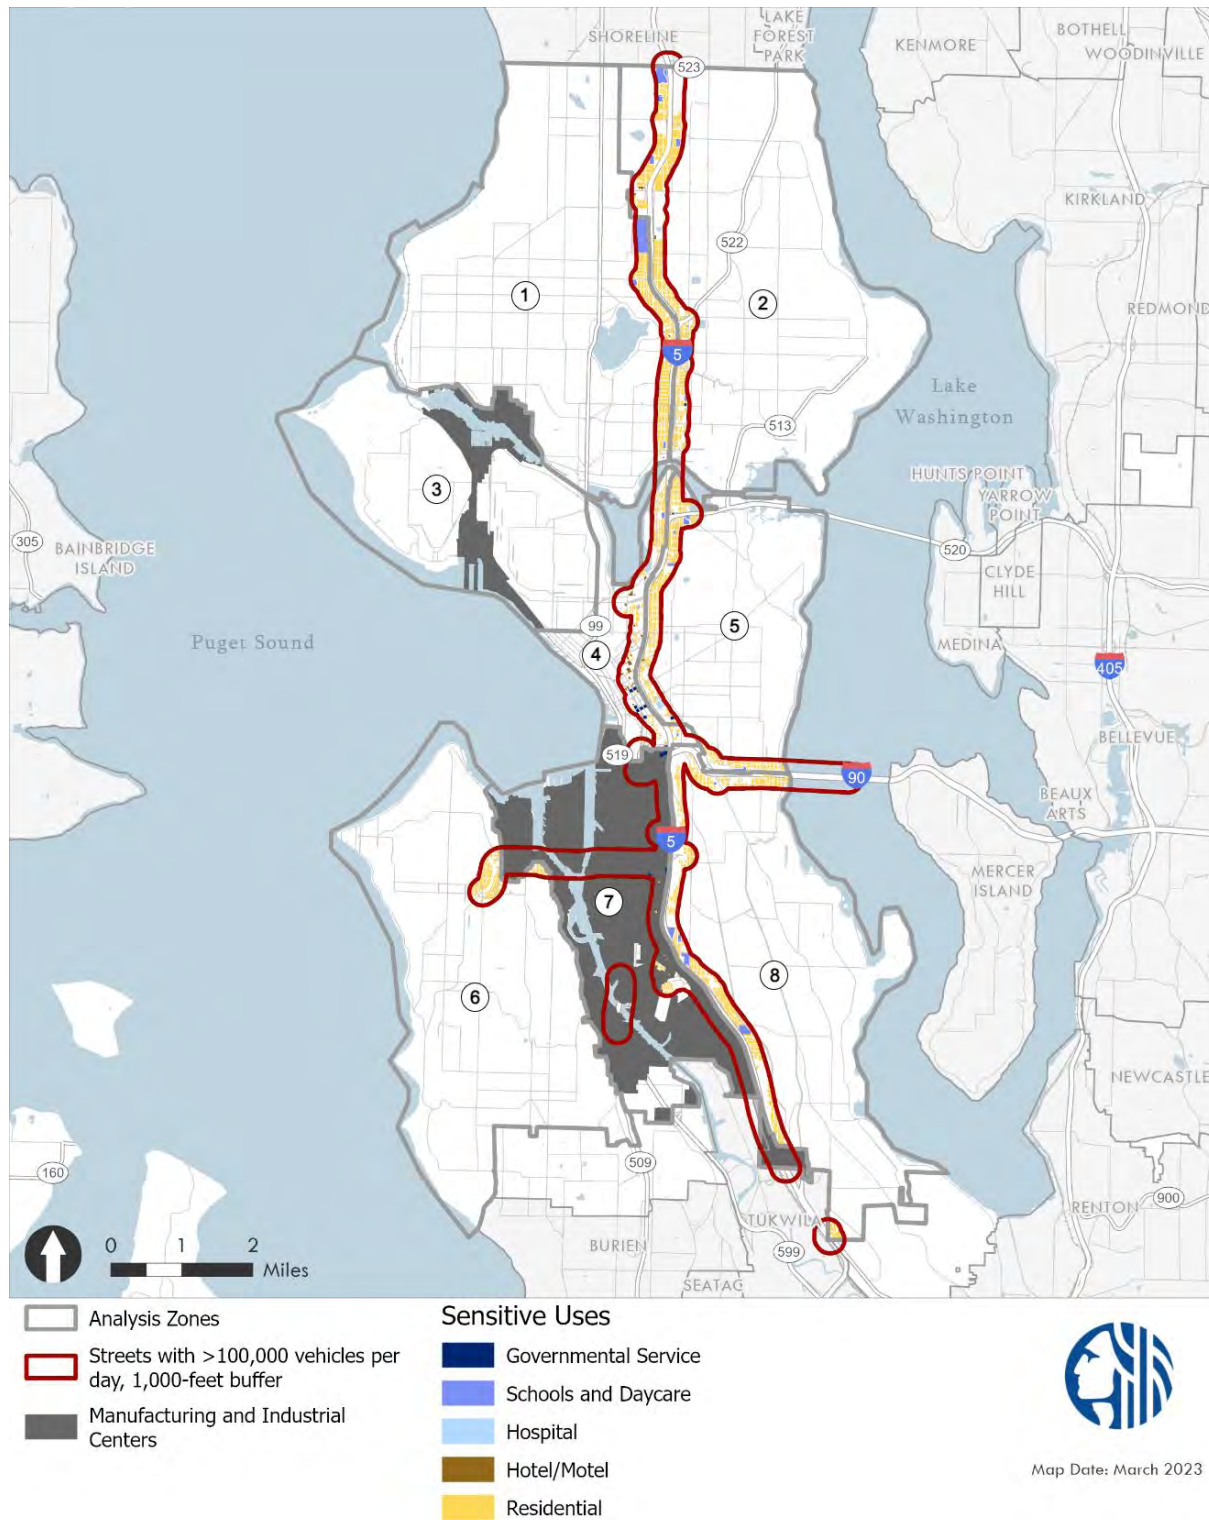 SHORELINE
LAKE
FOREST
PARK
KENMORE
BOTHELL
WOODINVILLE
523
KIRKLAND
522
1
2
REDMOND
5
Lake
Washington
513
3
HUNTS POINT
YARROW
POINT
305
BAINBRIDGE
ISLAND
520
CLYDE
HILL
99
5
Puget Sound
4
MEDINA
405
519
BELLEVUE
90
BEAUX
ARTS
5
MERCER
ISLAND
7
6
8
NEWCASTLE
509
160
RENTON
900
TUKWILA
BURIEN
599
SEATAC
0 1 2
Miles
Analysis Zones
Streets with >100,000 vehicles per
day, 1,000-feet buffer
Manufacturing and Industrial
Centers
Sensitive Uses
Governmental Service
Schools and Daycare
Hospital
Hotel/Motel
Residential
Map Date: March 2023